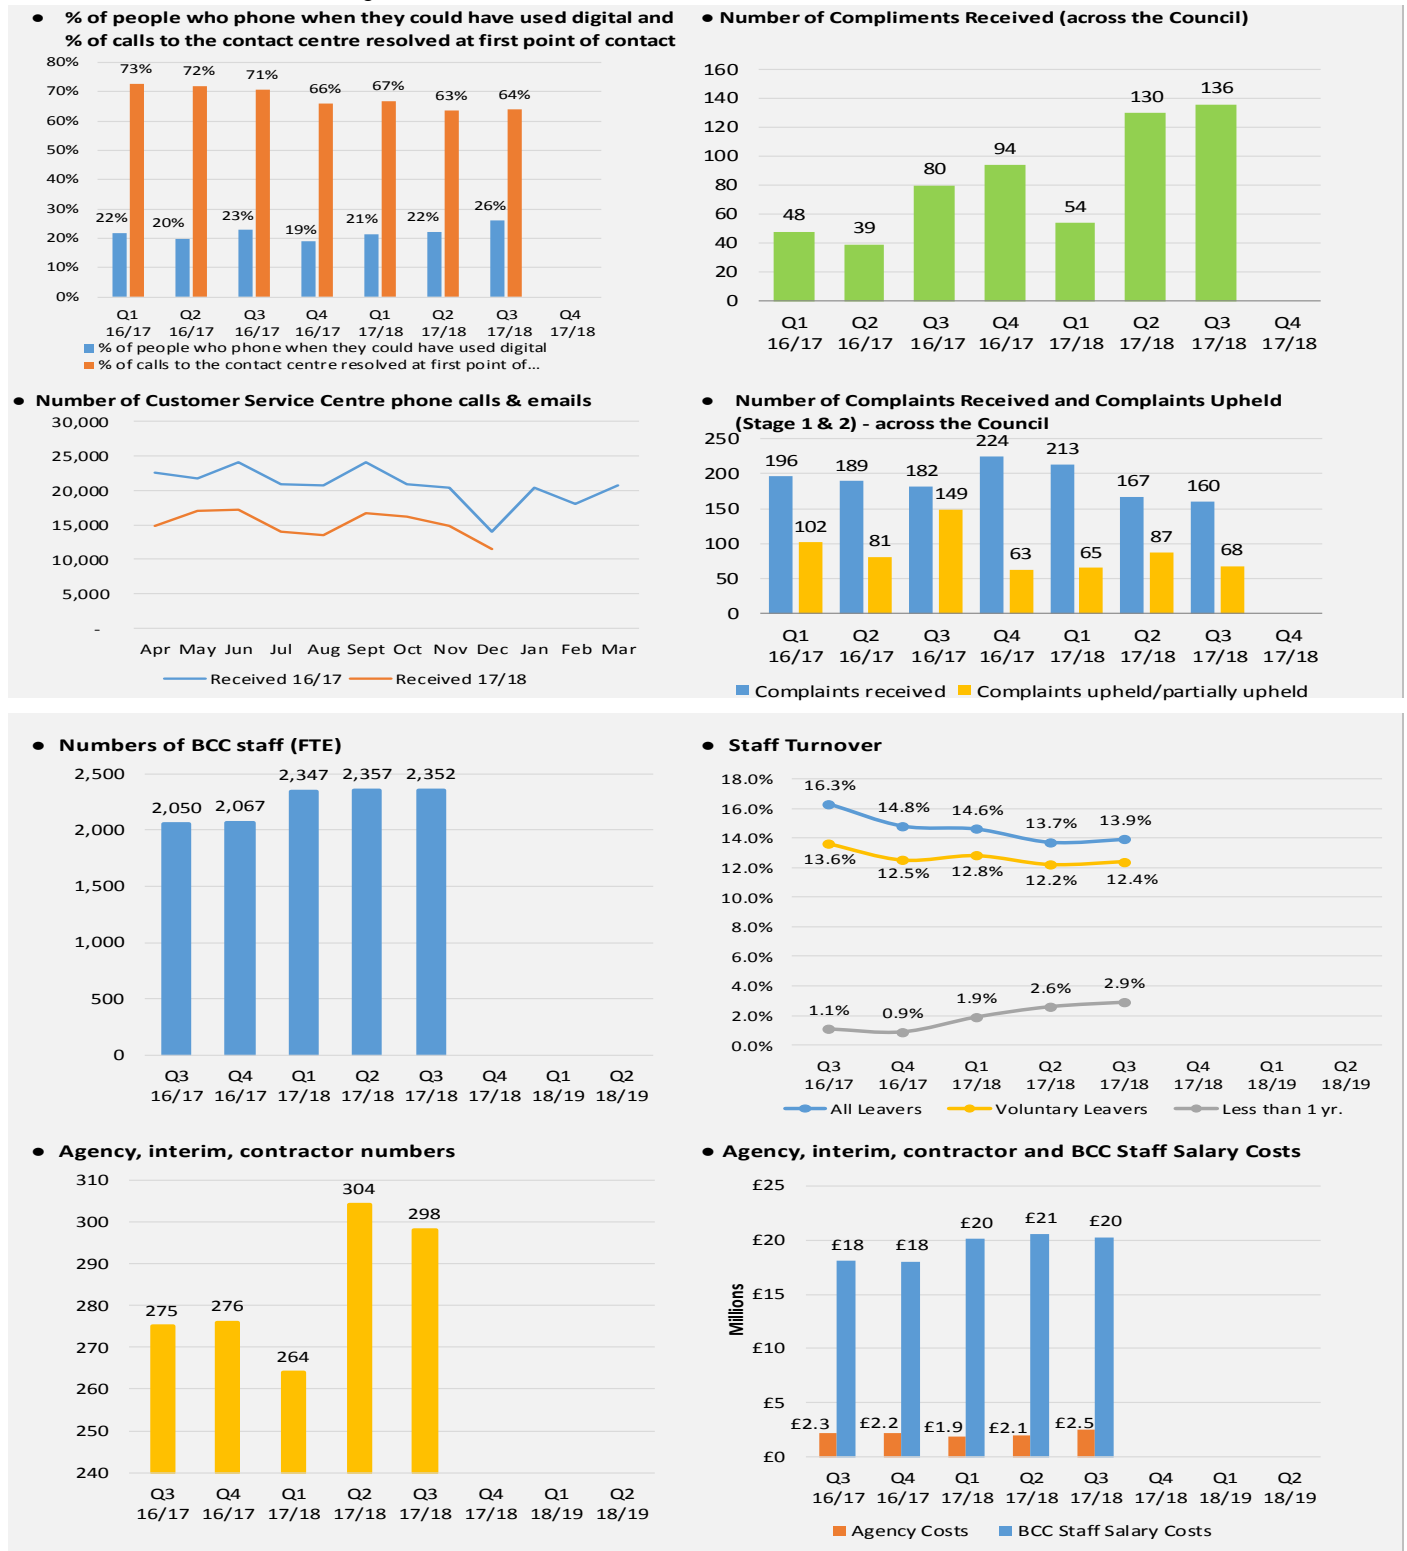 ● % of people who phone when they could have used digital and
% of calls to the contact centre resolved at first point of contact
80%
70%
60%
50%
40%
30%
20%
10%
0%
73% 72% 71% 66% 67% 63% 64%
22% 20% 23% 19% 21% 22% 26%
Q1 Q2 Q3 Q4 Q1 Q2 Q3 Q4
16/17 16/17 16/17 16/17 17/18 17/18 17/18 17/18
% of people who phone when they could have used digital
% of calls to the contact centre resolved at first point of...
● Number of Compliments Received (across the Council)
160
140
120
100
80
60
40
20
0
48 39 80 94 54 130 136
Q1 Q2 Q3 Q4 Q1 Q2 Q3 Q4
16/17 16/17 16/17 16/17 17/18 17/18 17/18 17/18
● Number of Customer Service Centre phone calls & emails
30,000
25,000
20,000
15,000
10,000
5,000
-
Apr May Jun Jul Aug Sept Oct Nov Dec Jan Feb Mar
Received 16/17 Received 17/18
● Number of Complaints Received and Complaints Upheld
(Stage 1 & 2) - across the Council
250
200
150
100
50
0
196 189 182 224 213 167 160
102 81 149 63 65 87 68
Q1 Q2 Q3 Q4 Q1 Q2 Q3 Q4
16/17 16/17 16/17 16/17 17/18 17/18 17/18 17/18
Complaints received Complaints upheld/partially upheld
● Numbers of BCC staff (FTE)
2,500
2,000
1,500
1,000
500
0
2,050 2,067 2,347 2,357 2,352
Q3 Q4 Q1 Q2 Q3 Q4 Q1 Q2
16/17 16/17 17/18 17/18 17/18 17/18 18/19 18/19
● Staff Turnover
18.0%
16.0%
14.0%
12.0%
10.0%
8.0%
6.0%
4.0%
2.0%
0.0%
16.3% 14.8% 14.6% 13.7% 13.9%
13.6% 12.5% 12.8% 12.2% 12.4%
1.1% 0.9% 1.9% 2.6% 2.9%
Q3 Q4 Q1 Q2 Q3 Q4 Q1 Q2
16/17 16/17 17/18 17/18 17/18 17/18 18/19 18/19
All Leavers Voluntary Leavers Less than 1 yr.
● Agency, interim, contractor numbers
310
300
290
280
270
260
250
240
275 276 264 304 298
Q3 Q4 Q1 Q2 Q3 Q4 Q1 Q2
16/17 16/17 17/18 17/18 17/18 17/18 18/19 18/19
● Agency, interim, contractor and BCC Staff Salary Costs
Millions
£25
£20
£15
£10
£5
£0
£18 £18 £20 £21 £20
£2.3 £2.2 £1.9 £2.1 £2.5
Q3 Q4 Q1 Q2 Q3 Q4 Q1 Q2
16/17 16/17 17/18 17/18 17/18 17/18 18/19 18/19
Agency Costs BCC Staff Salary Costs